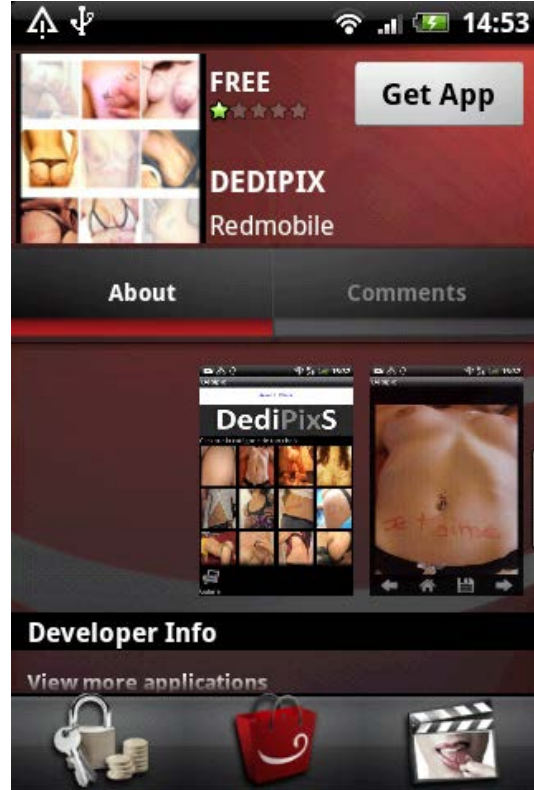 14:53
FREE
Get App
DEDIPIX
Redmobile
About
Comments
DediPixS
je t'aime
Developer Info
View more applications